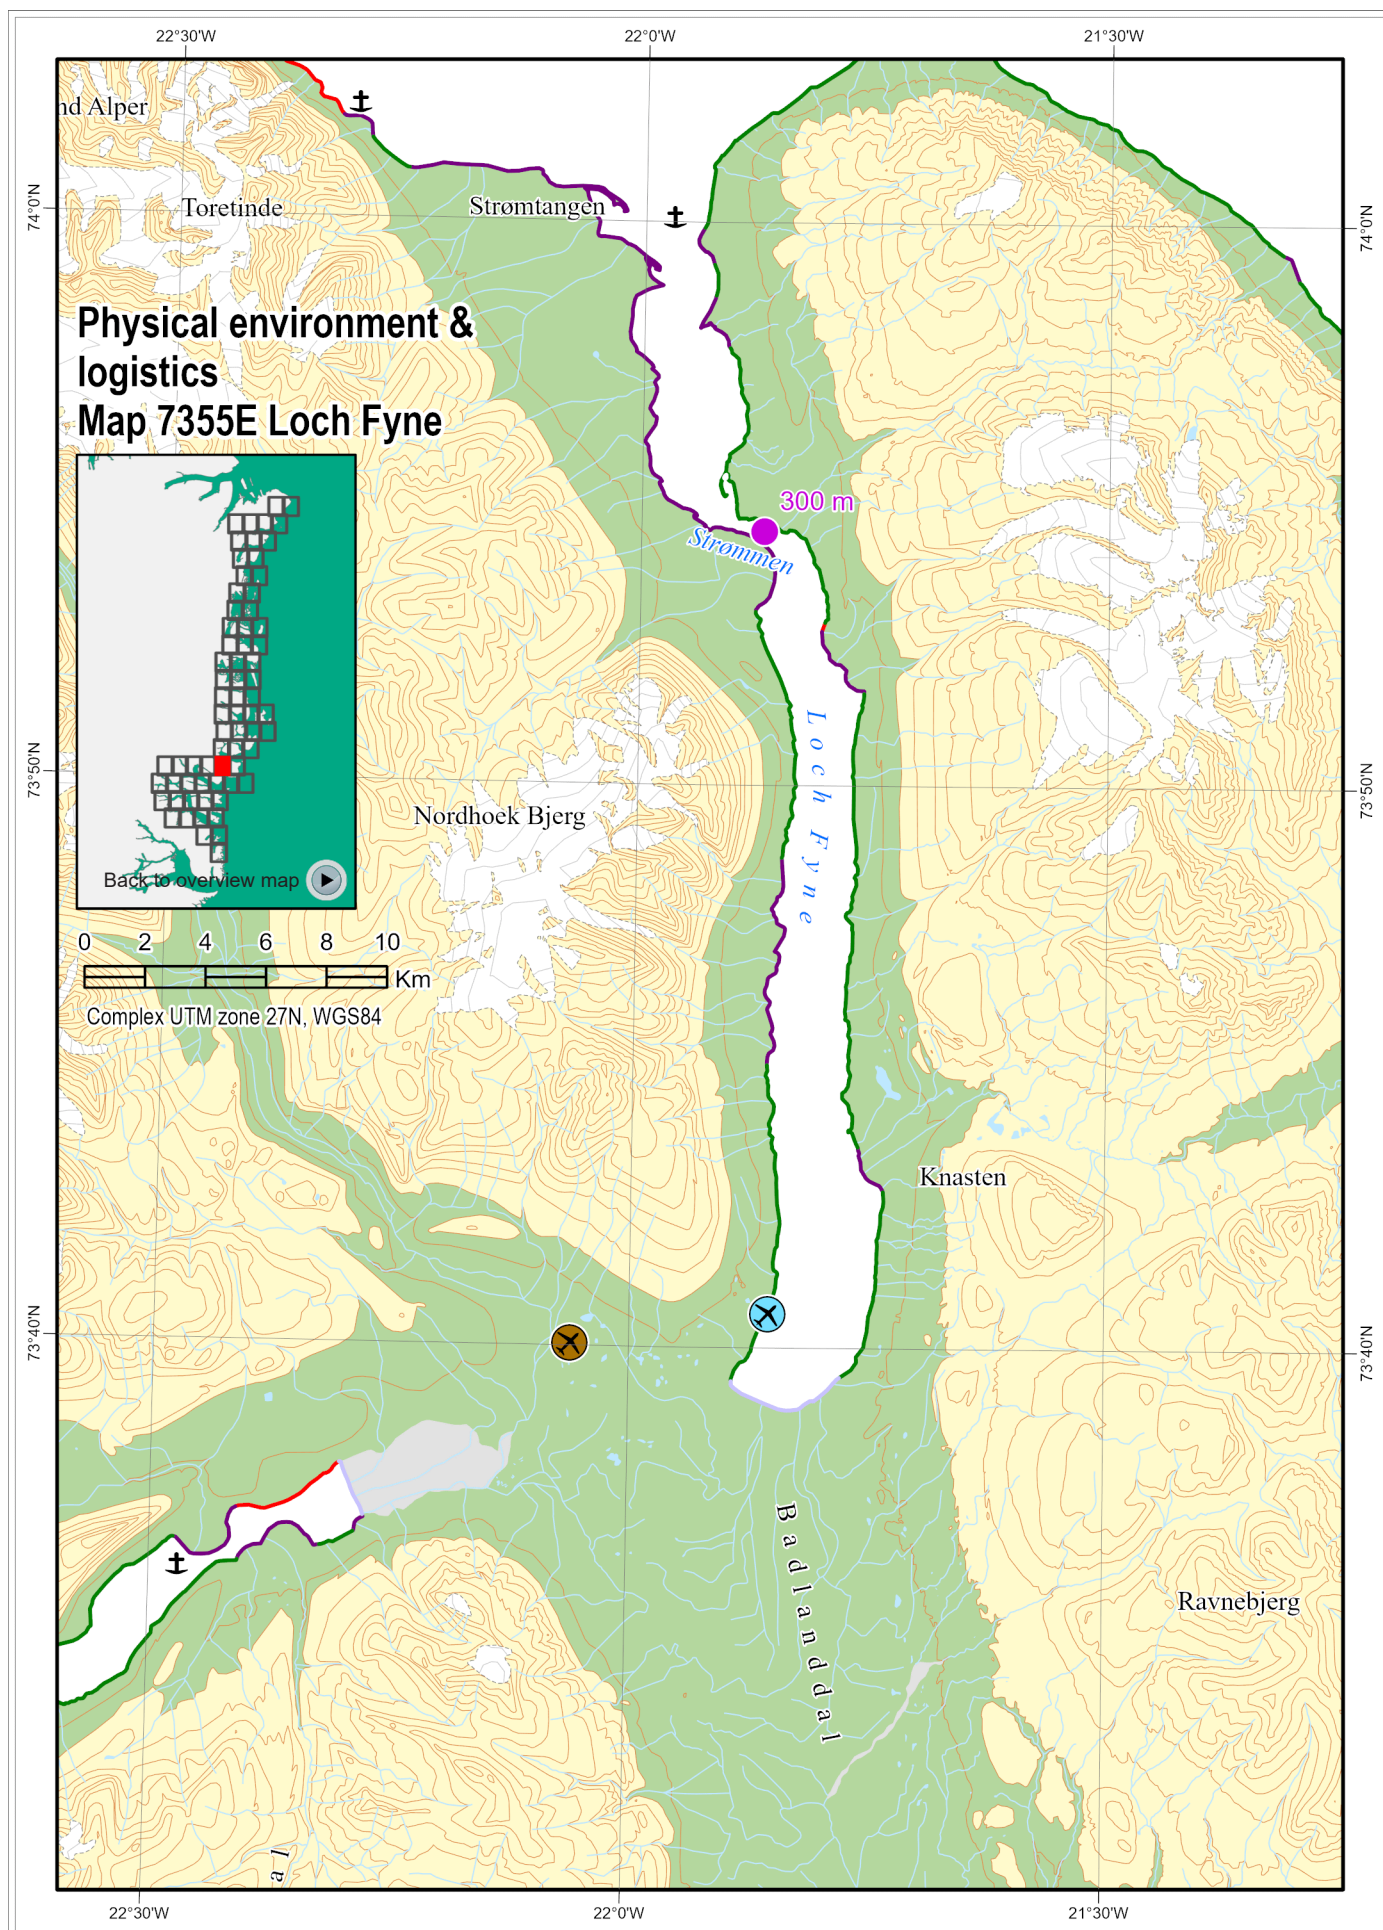 22°30'W
22°0'W
21°30'W
nd Alper
Toretinde
Strømtangen
74°0'N
74°0'N
Physical environment &
logistics
Map 7355E Loch Fyne
300 m
Strømmen
Loch Fyne
73°50'N
73°50'N
Nordhoek Bjerg
Back to overview map
0 2 4 6 8 10
Km
Complex UTM zone 27N, WGS84
Knasten
73°40'N
73°40'N
Badlanddal
Ravnebjerg
al
22°30'W
22°0'W
21°30'W